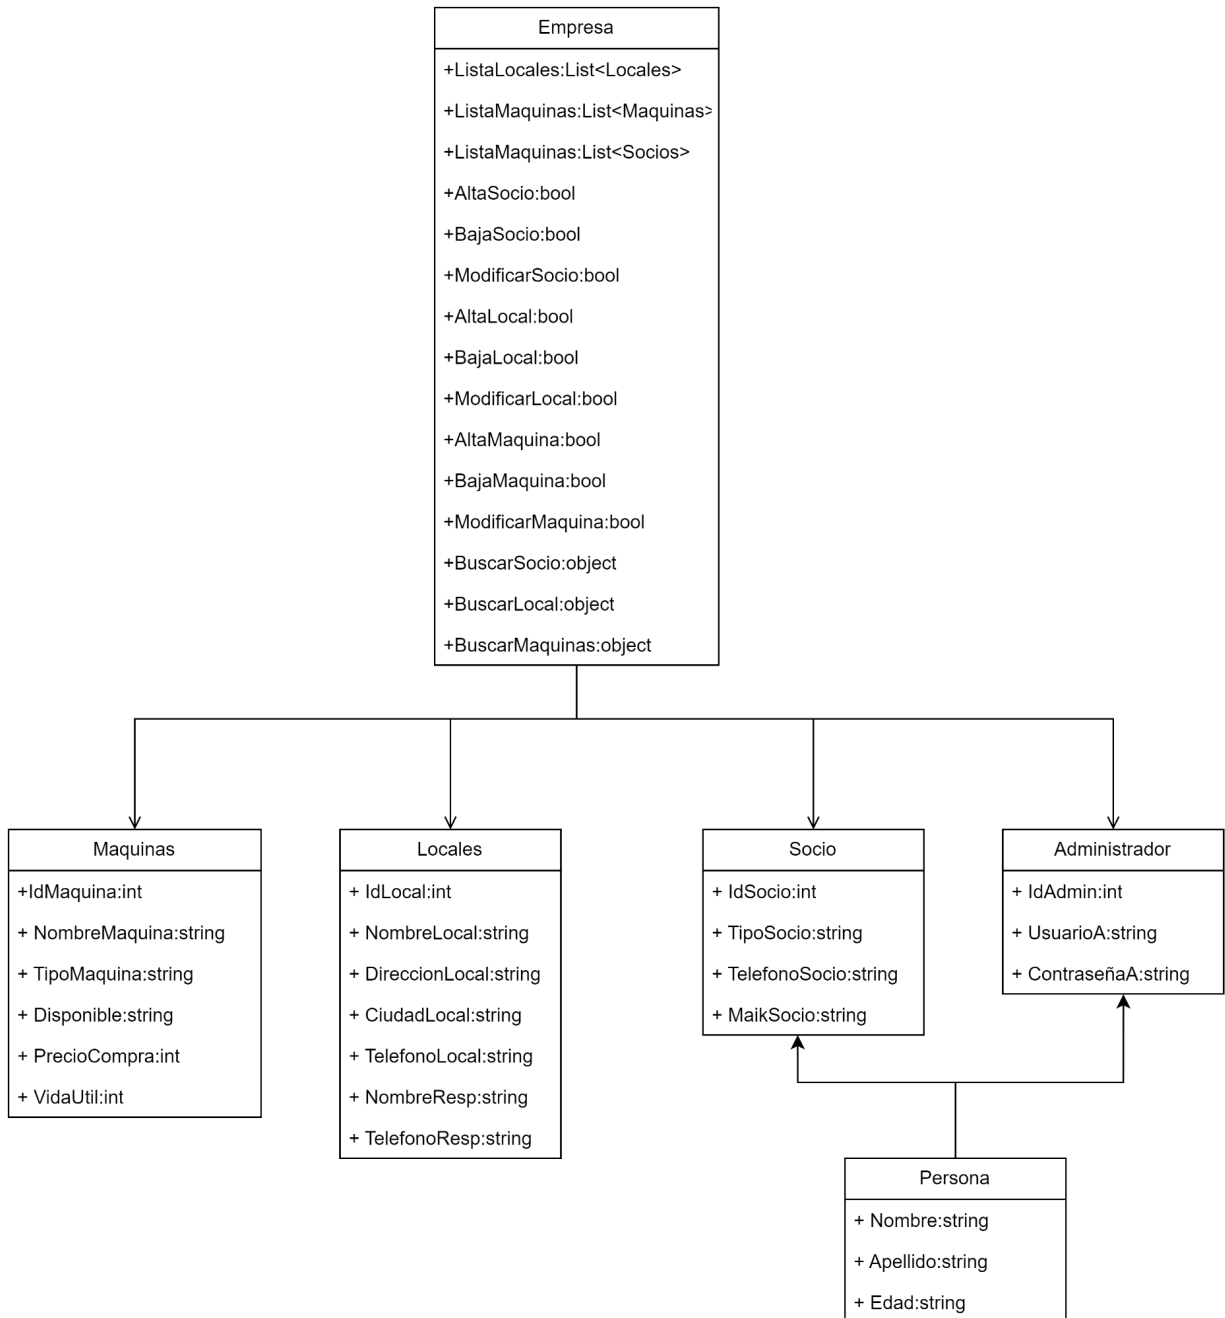 Empresa
+ListaLocales:List<Locales>
+ListaMaquinas:List<Maquinas>
+ListaMaquinas:List<Socios>
+AltaSocio:bool
+BajaSocio:bool
+ModificarSocio:bool
+AltaLocal:bool
+BajaLocal:bool
+ModificarLocal:bool
+AltaMaquina:bool
+BajaMaquina:bool
+ModificarMaquina:bool
+BuscarSocio:object
+BuscarLocal:object
+BuscarMaquinas:object
Maquinas
+IdMaquina:int
+ NombreMaquina:string
+ TipoMaquina:string
+ Disponible:string
+ PrecioCompra:int
+ VidaUtil:int
Locales
+ IdLocal:int
+ NombreLocal:string
+ DireccionLocal:string
+ CiudadLocal:string
+ TelefonoLocal:string
+ NombreResp:string
+ TelefonoResp:string
Socio
+ IdSocio:int
+ TipoSocio:string
+ TelefonoSocio:string
+ MaikSocio:string
Administrador
+ IdAdmin:int
+ UsuarioA:string
+ ContraseñaA:string
Persona
+ Nombre:string
+ Apellido:string
+ Edad:string